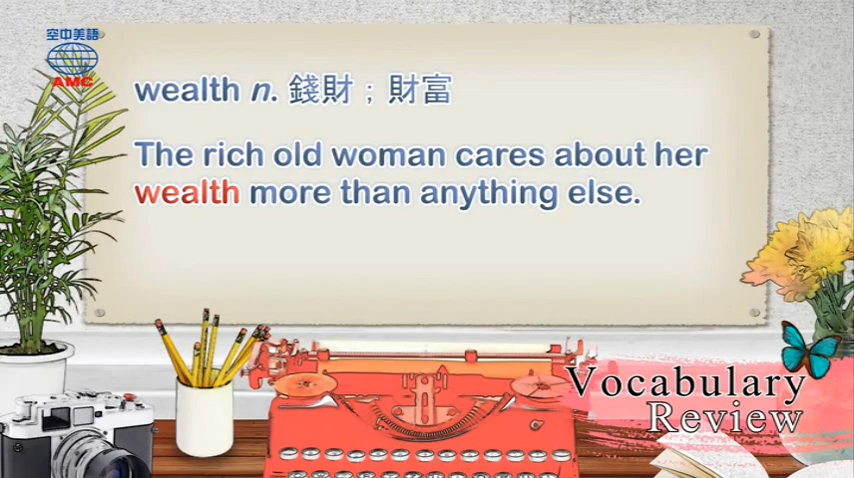 空中美語
AMC
wealth n. 錢財；財富
The rich old woman cares about her
wealth more than anything else.
Vocabulary
Review